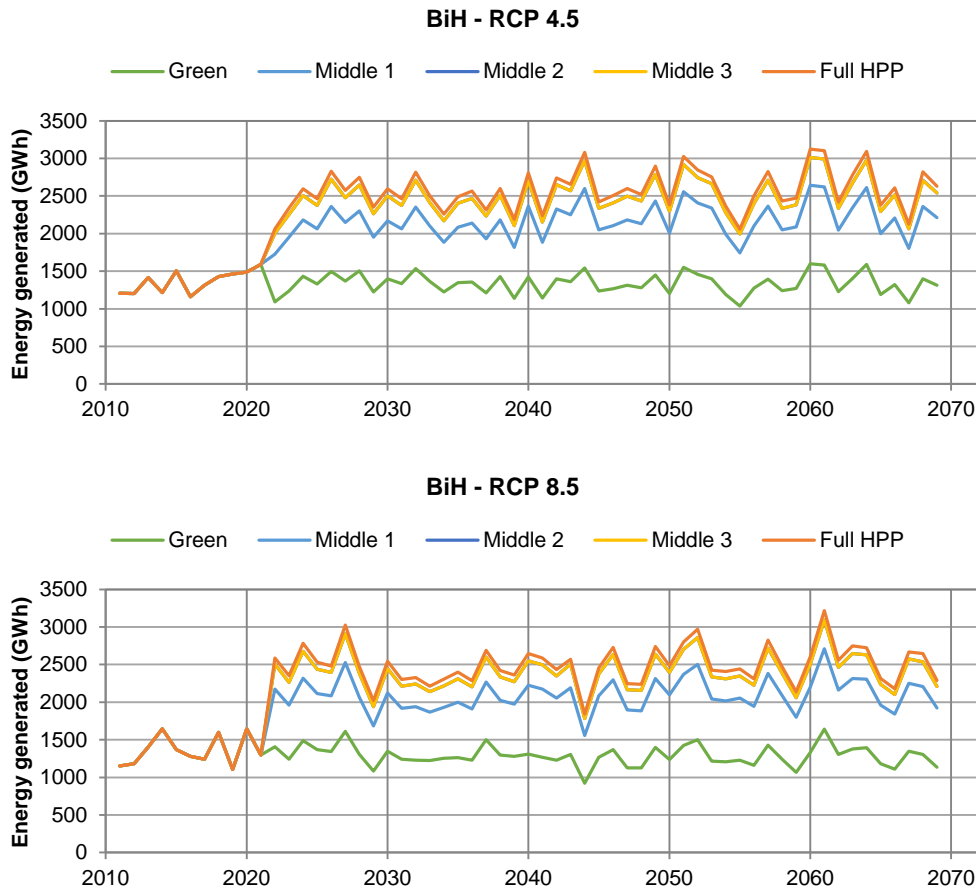 BiH - RCP 4.5
Green Middle 1 Middle 2 Middle 3 Full HPP
Energy generated (GWh)
3500
3000
2500
2000
1500
1000
500
0
2010 2020 2030 2040 2050 2060 2070
BiH - RCP 8.5
Green Middle 1 Middle 2 Middle 3 Full HPP
Energy generated (GWh)
3500
3000
2500
2000
1500
1000
500
0
2010 2020 2030 2040 2050 2060 2070